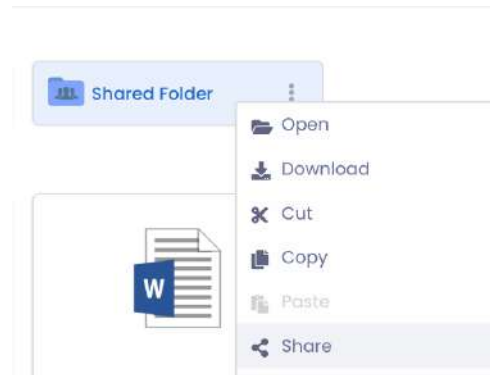 Shared Folder
Open
Download
Cut
Copy
Paste
Share
W